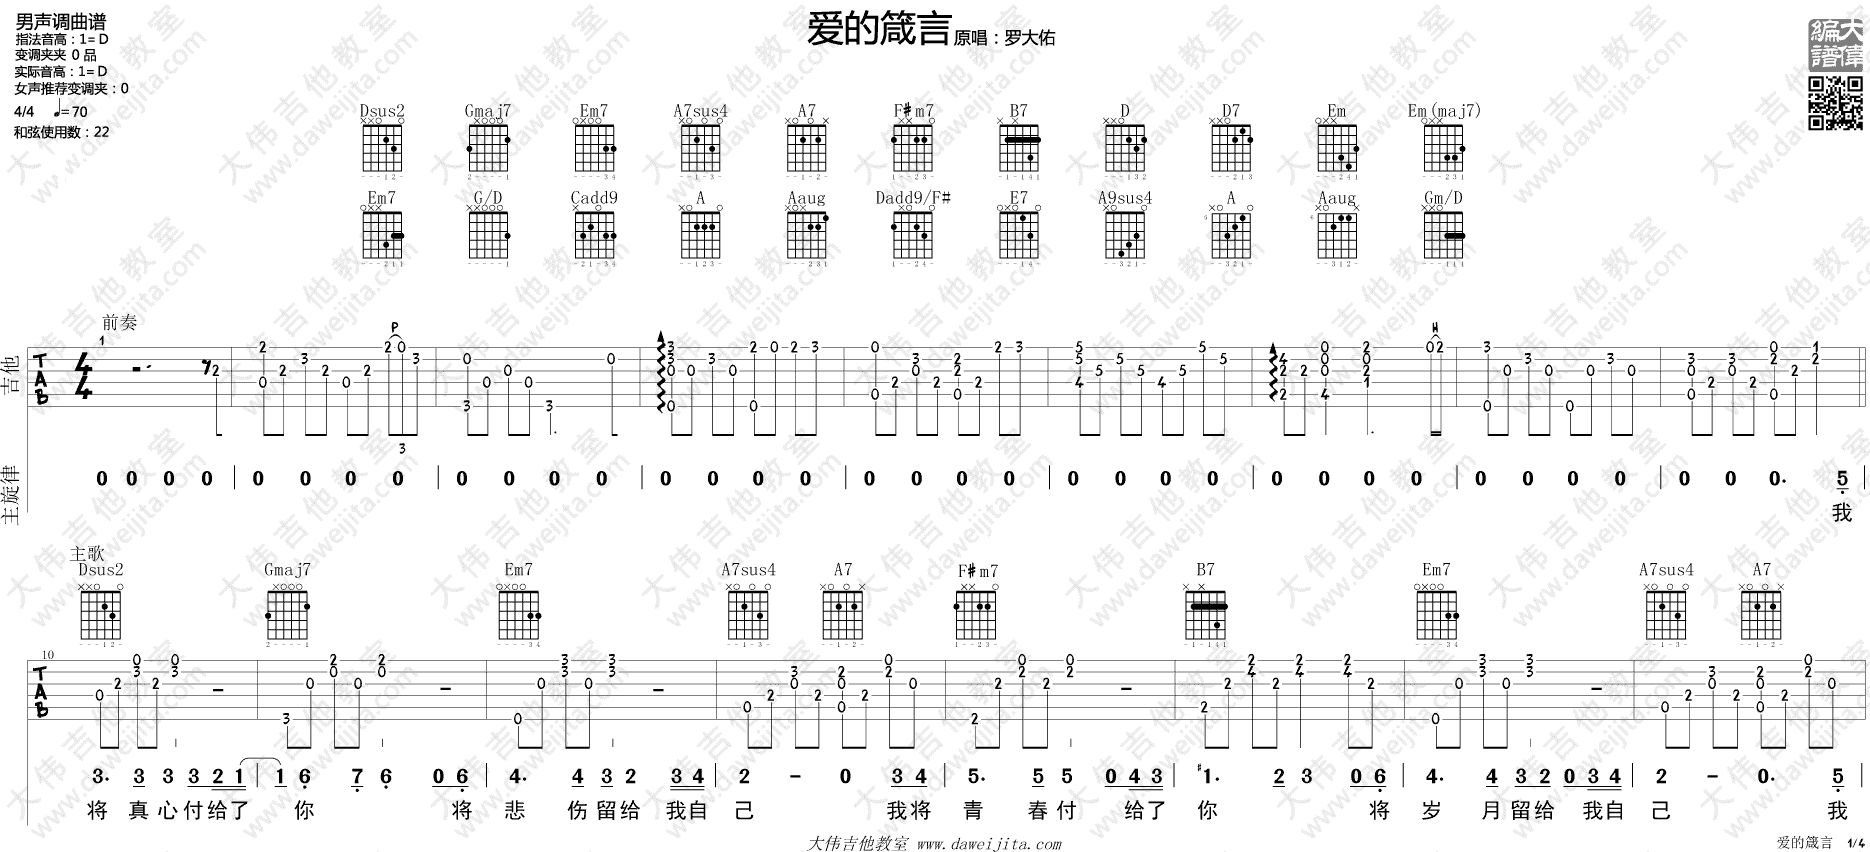 爱的箴言 原唱：罗大佑
男声调曲谱
指法音高：1=D
变调夹夹 0 品
实际音高：1=D
女声推荐变调夹：0
4/4 ♩=70
和弦使用数：22
大伟
编谱
Dsus2 Gmaj7 Em7 A7sus4 A7 F♯m7 B7 D D7 Em Em(maj7)
Em7 G/D Cadd9 A Aaug Dadd9/F# E7 A9sus4 A Aaug Gm/D
前奏
吉他
主旋律
0 0 0 0 0 0 0 0 0 0 0 0 0 0 0 0 0 0 0 0 0 0 0 0 0 0 0 0 0 0 0 0 0 0 0. 5
我
主歌
Dsus2 Gmaj7 Em7 A7sus4 A7 F♯m7 B7 Em7 A7sus4 A7
10
3. 3 3 3 2 1 | 1 6 7 6 0 6 | 4. 4 3 2 3 4 | 2 - 0 3 4 | 5. 5 5 0 4 3 | ♯1. 2 3 0 6 | 4. 4 3 2 0 3 4 | 2 - 0. 5
将 真 心 付 给 了 你 将 悲 伤 留 给 我 自 己 我 将 青 春 付 给 了 你 将 岁 月 留 给 我 自 己 我
大伟吉他教室 www.daweijita.com
爱的箴言 1/4